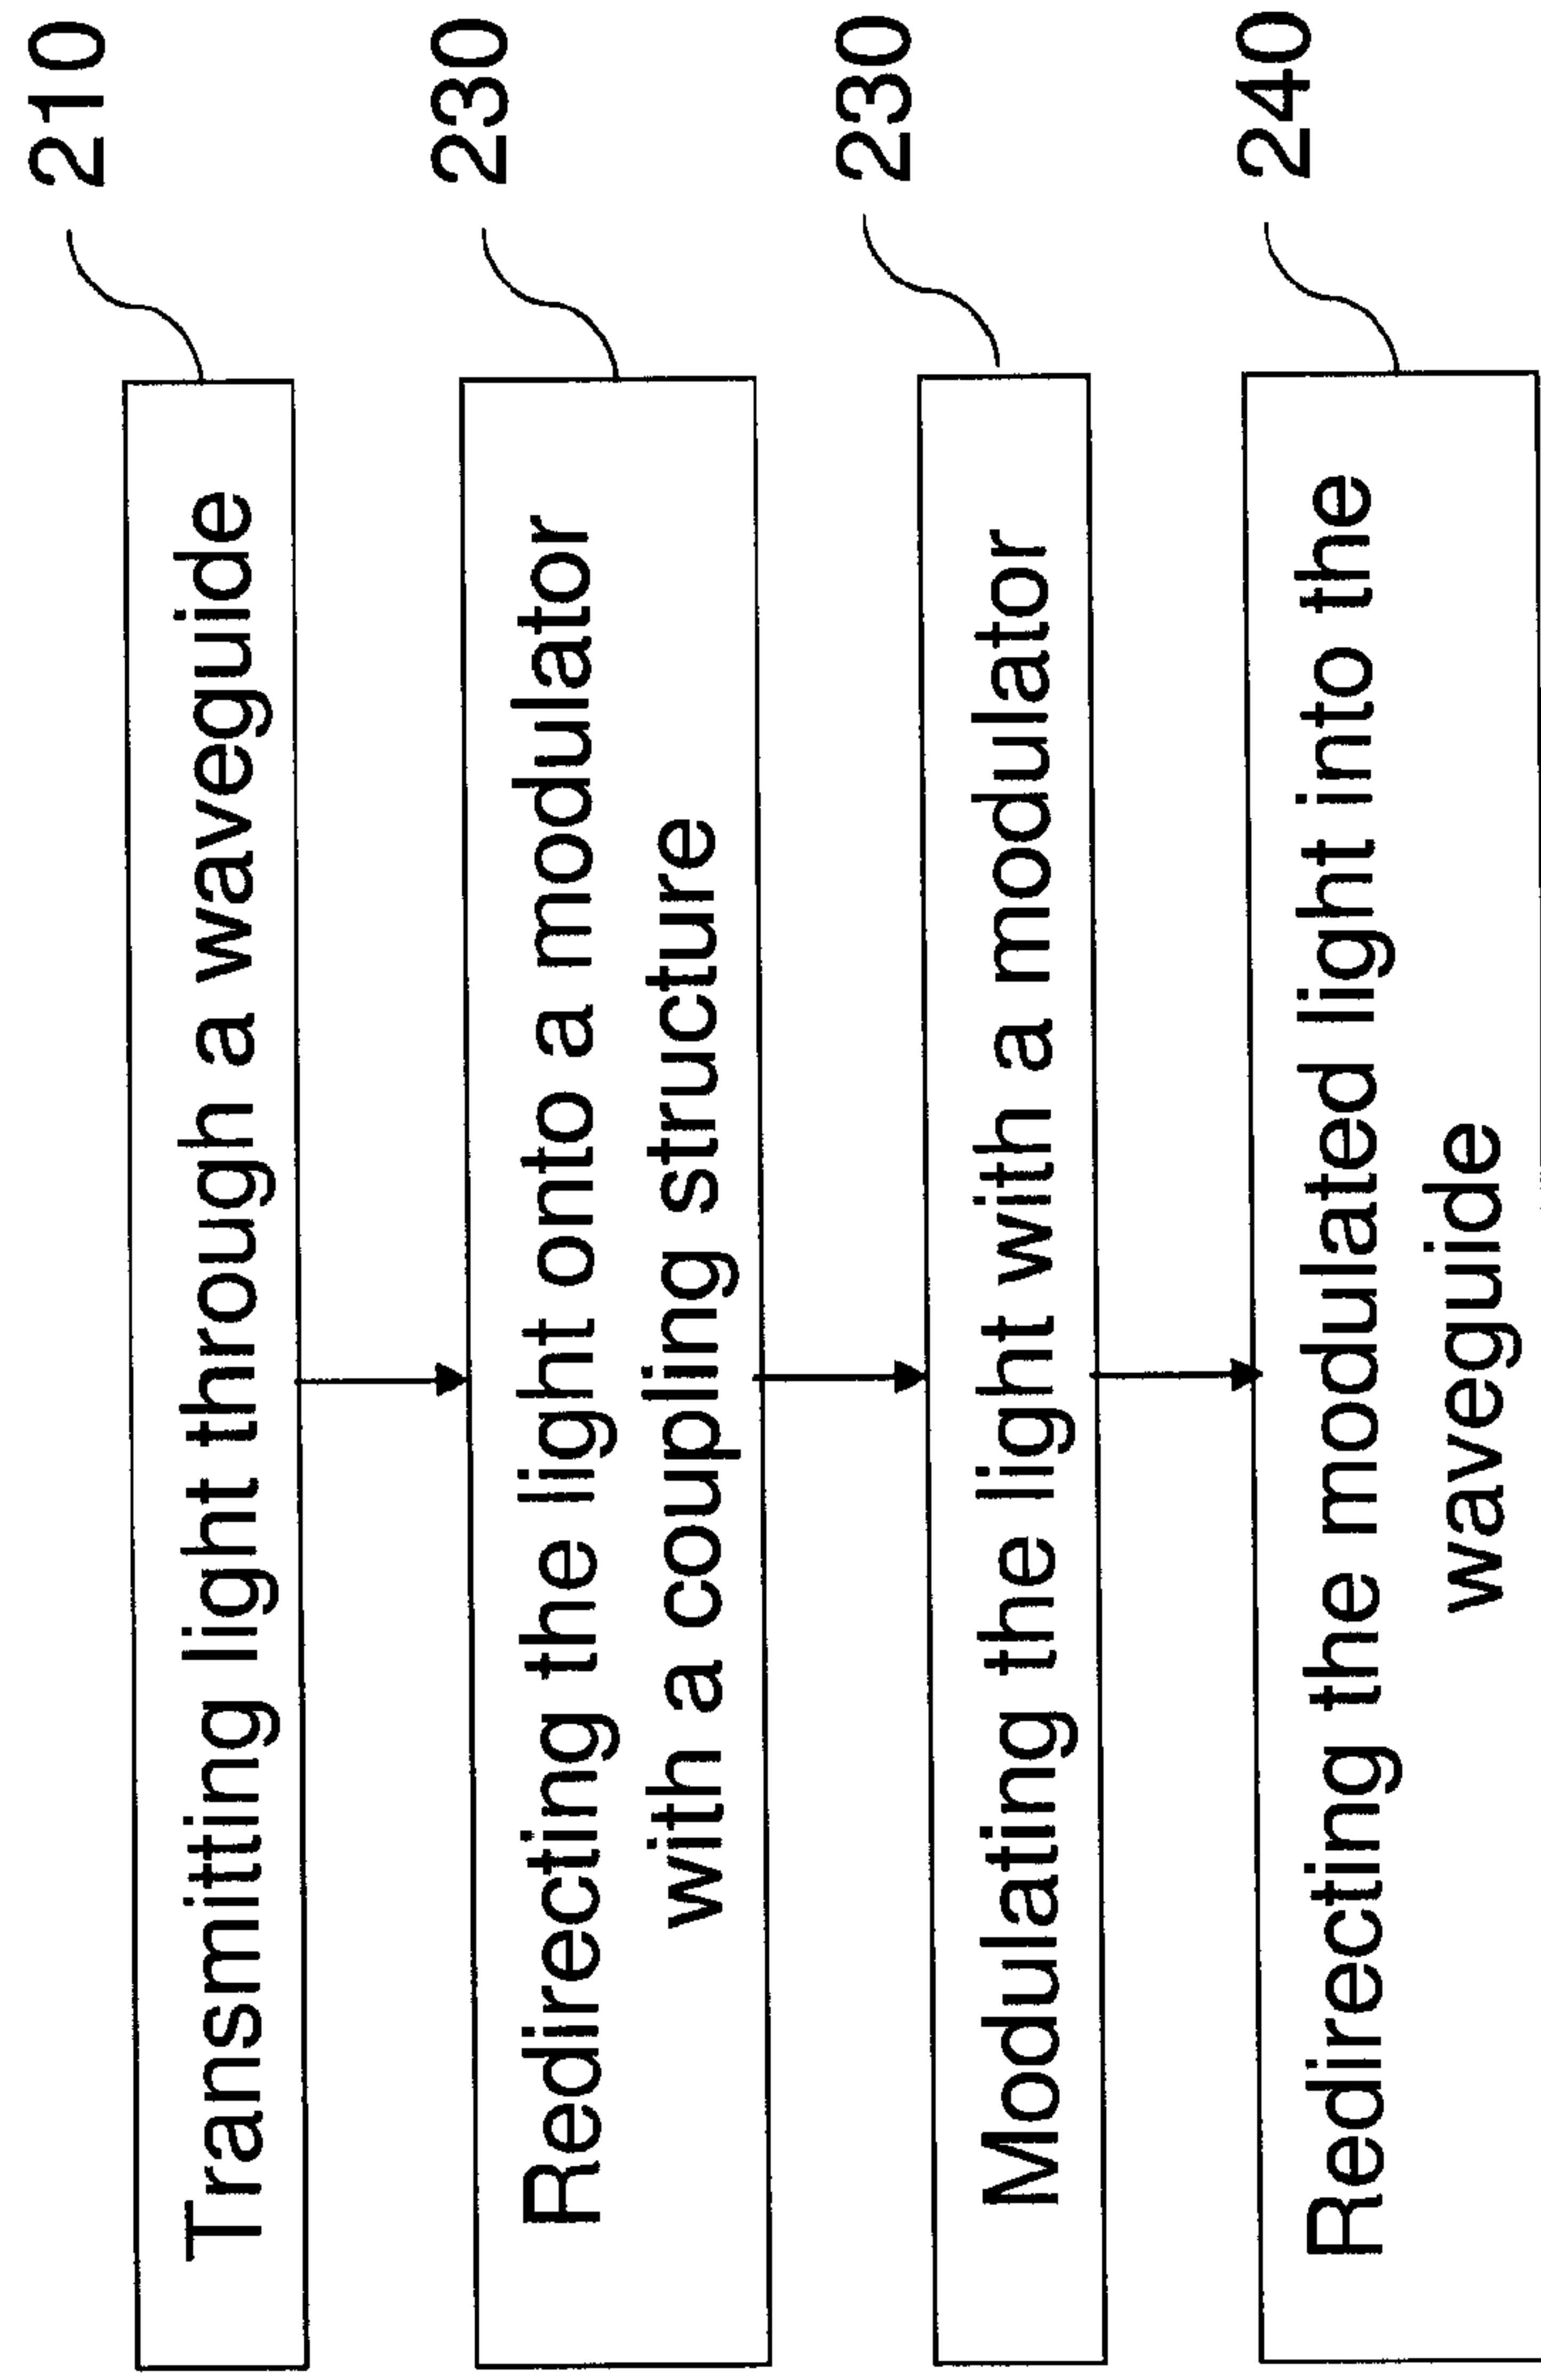 Transmitting light through a waveguide
210
Redirecting the light onto a modulator
with a coupling structure
230
Modulating the light with a modulator
230
Redirecting the modulated light into the
waveguide
240